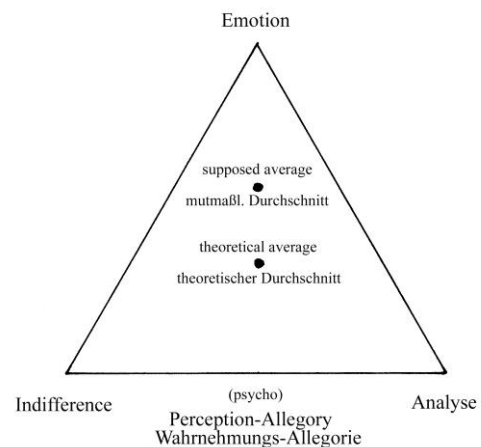 Emotion
supposed average
mutmaßl. Durchschnitt
theoretical average
theoretischer Durchschnitt
Indifference
(psycho)
Analyse
Perception-Allegory
Wahrnehmungs-Allegorie